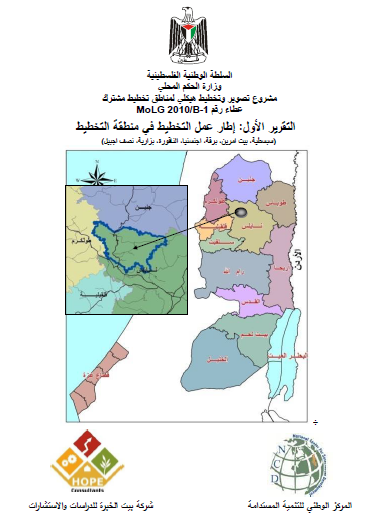 السلطة الوطنية الفلسطينية
وزارة الحكم المحلي
مشروع تصوير وتخطيط هيكلي لمناطق تخطيط مشترك
عطاء رقم MoLG 2010/B-1
التقرير الأول: إطار عمل التخطيط في منطقة التخطيط
(سبسطية، بيت امرين، برقة، اجنسنيا، الناقورة، بزارية، نصف اجبيل)
جنين
طوباس
طولكرم
نابلس
قلقيلية
سلفيت
رام الله
أريحا
الأردن
القدس
بيت لحم
الخليل
البحر الميت
قطاع غزة
جنين
طولكرم
نابلس
قلقيلية
÷
HOPE
Consultants
NCD
شركة بيت الخبرة للدراسات والاستشارات
المركز الوطني للتنمية المستدامة